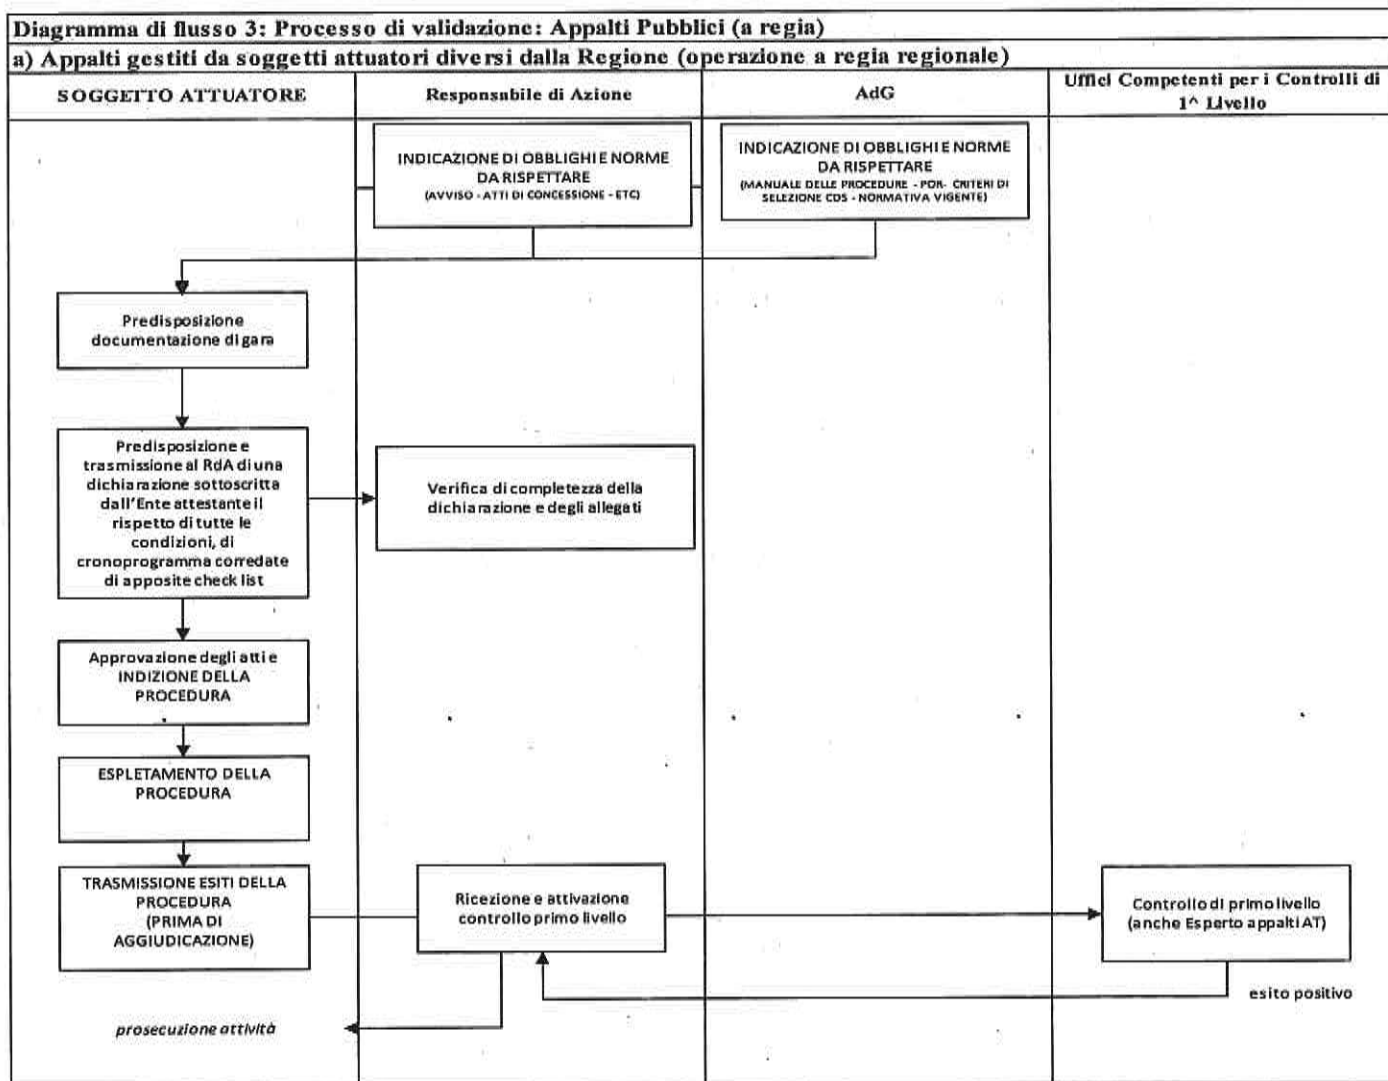 Diagramma di flusso 3: Processo di validazione: Appalti Pubblici (a regia)
a) Appalti gestiti da soggetti attuatori diversi dalla Regione (operazione a regia regionale)
SOGGETTO ATTUATORE
Responsabile di Azione
AdG
Uffici Competenti per i Controlli di
1^ Livello
INDICAZIONE DI OBBLIGHI E NORME
DA RISPETTARE
(AVVISO - ATTI DI CONCESSIONE - ETC)
INDICAZIONE DI OBBLIGHI E NORME
DA RISPETTARE
(MANUALE DELLE PROCEDURE - POR- CRITERI DI
SELEZIONE CDS - NORMATIVA VIGENTE)
Predisposizione
documentazione di gara
Predisposizione e
trasmissione al RdA di una
dichiarazione sottoscritta
dall'Ente attestante il
rispetto di tutte le
condizioni, di
cronoprogramma corredate
di apposite check list
Verifica di completezza della
dichiarazione e degli allegati
Approvazione degli atti e
INDIZIONE DELLA
PROCEDURA
ESPLETAMENTO DELLA
PROCEDURA
TRASMISSIONE ESITI DELLA
PROCEDURA
(PRIMA DI
AGGIUDICAZIONE)
Ricezione e attivazione
controllo primo livello
Controllo di primo livello
(anche Esperto appalti AT)
esito positivo
prosecuzione attività